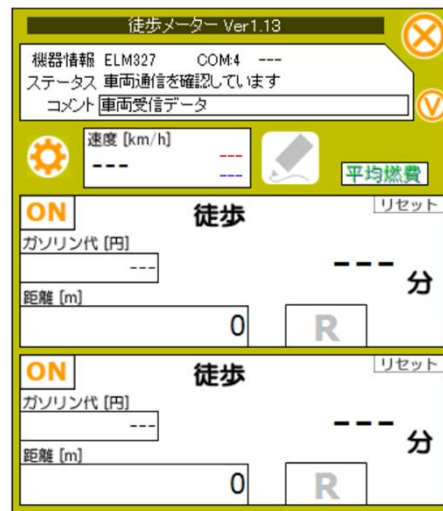 徒歩メーター Ver1.13
機器情報 ELM327 COM:4 ---
ステータス 車両通信を確認しています
コメント 車両受信データ
V
速度 [km/h]
--- ---
---
平均燃費
ON 徒歩 リセット
ガソリン代 [円]
--- --- 分
距離 [m]
0 R
ON 徒歩 リセット
ガソリン代 [円]
--- --- 分
距離 [m]
0 R